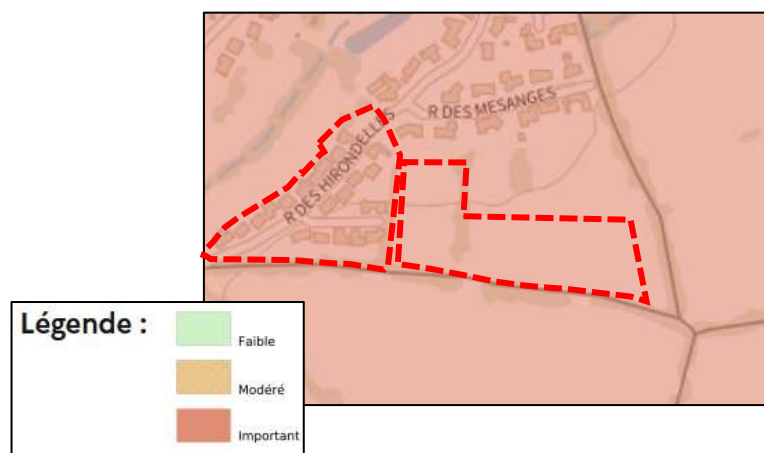 R DES MESANGES
R DES HIRONDELLES
Légende :
Faible
Modéré
Important